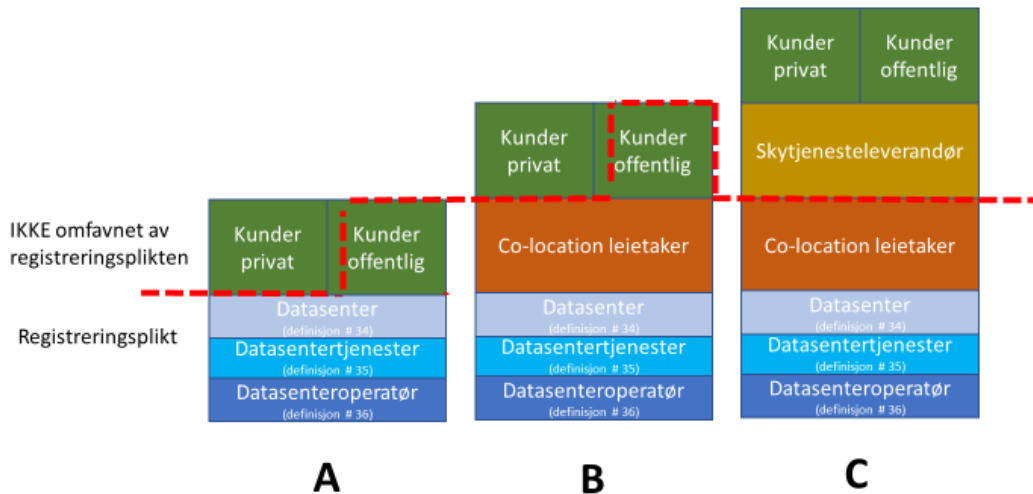 IKKE omfavnet av
registreringsplikten
Registreringsplikt
Kunder
privat
Kunder
offentlig
Datasenter
(definisjon # 34)
Datasentertjenester
(definisjon # 35)
Datasenteroperatør
(definisjon # 36)
A
Kunder
privat
Kunder
offentlig
Co-location leietaker
Datasenter
(definisjon # 34)
Datasentertjenester
(definisjon # 35)
Datasenteroperatør
(definisjon # 36)
B
Kunder
privat
Kunder
offentlig
Skytjenesteleverandør
Co-location leietaker
Datasenter
(definisjon # 34)
Datasentertjenester
(definisjon # 35)
Datasenteroperatør
(definisjon # 36)
C